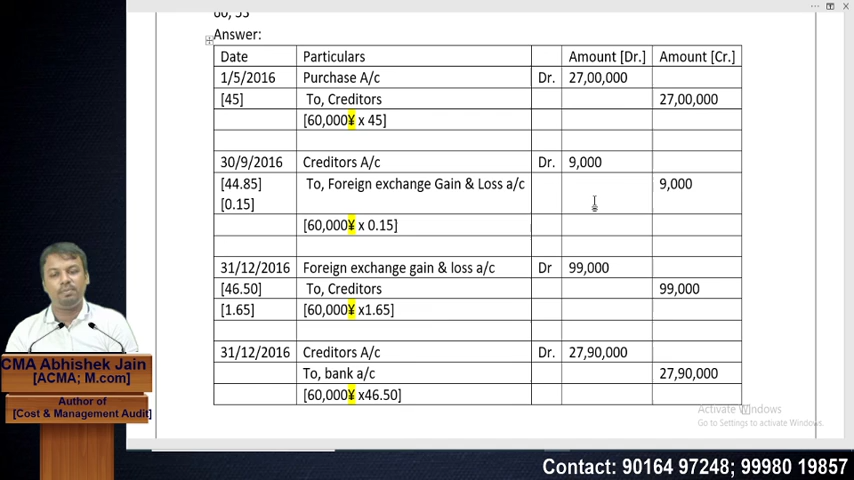 Answer:
Date Particulars Amount [Dr.] Amount [Cr.]
1/5/2016 Purchase A/c Dr. 27,00,000
[45] To, Creditors 27,00,000
[60,000¥ x 45]
30/9/2016 Creditors A/c Dr. 9,000
[44.85] To, Foreign exchange Gain & Loss a/c 9,000
[0.15]
[60,000¥ x 0.15]
31/12/2016 Foreign exchange gain & loss a/c Dr 99,000
[46.50] To, Creditors 99,000
[1.65] [60,000¥ x1.65]
31/12/2016 Creditors A/c Dr. 27,90,000
To, bank a/c 27,90,000
[60,000¥ x46.50]
CMA Abhishek Jain
[ACMA; M.com]
Author of
[Cost & Management Audit]
Activate Windows
Go to Settings to activate Windows.
Contact: 90164 97248; 99980 19857